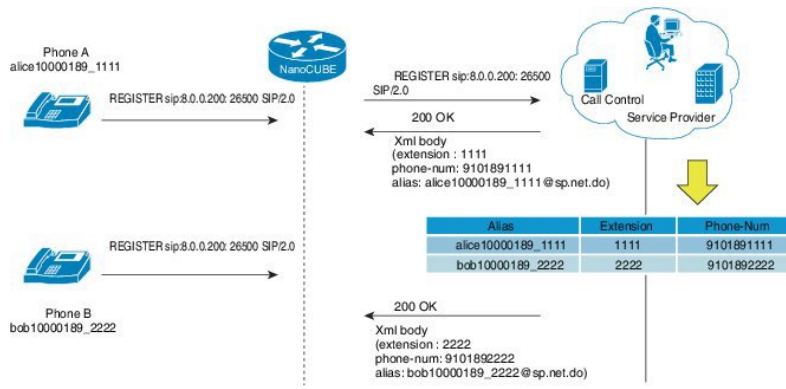 Phone A
alice10000189_1111
REGISTER sip:8.0.0.200: 26500 SIP/2.0
NanoCUBE
REGISTER sip:8.0.0.200: 26500
SIP/2.0
Call Control
Service Provider
200 OK
Xml body
(extension : 1111
phone-num: 9101891111
alias: alice10000189_1111@sp.net.do)
Alias Extension Phone-Num
alice10000189_1111 1111 9101891111
bob10000189_2222 2222 9101892222
REGISTER sip:8.0.0.200: 26500 SIP/2.0
Phone B
bob10000189_2222
200 OK
Xml body
(extension : 2222
phone-num: 9101892222
alias: bob10000189_2222@sp.net.do)